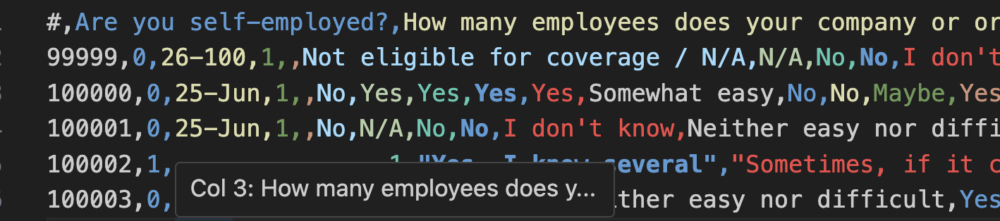 #,Are you self-employed?,How many employees does your company or or
99999,0,26-100,1,,Not eligible for coverage / N/A,N/A,No,No,I don't
100000,0,25-Jun,1,,No,Yes,Yes,Yes,Yes,Somewhat easy,No,No,Maybe,Yes
100001,0,25-Jun,1,,No,N/A,No,No,I don't know,Neither easy nor diffi
100002,1, 1,"Yes, I know several","Sometimes, if it c
Col 3: How many employees does y...
100003,0, ther easy nor difficult,Yes